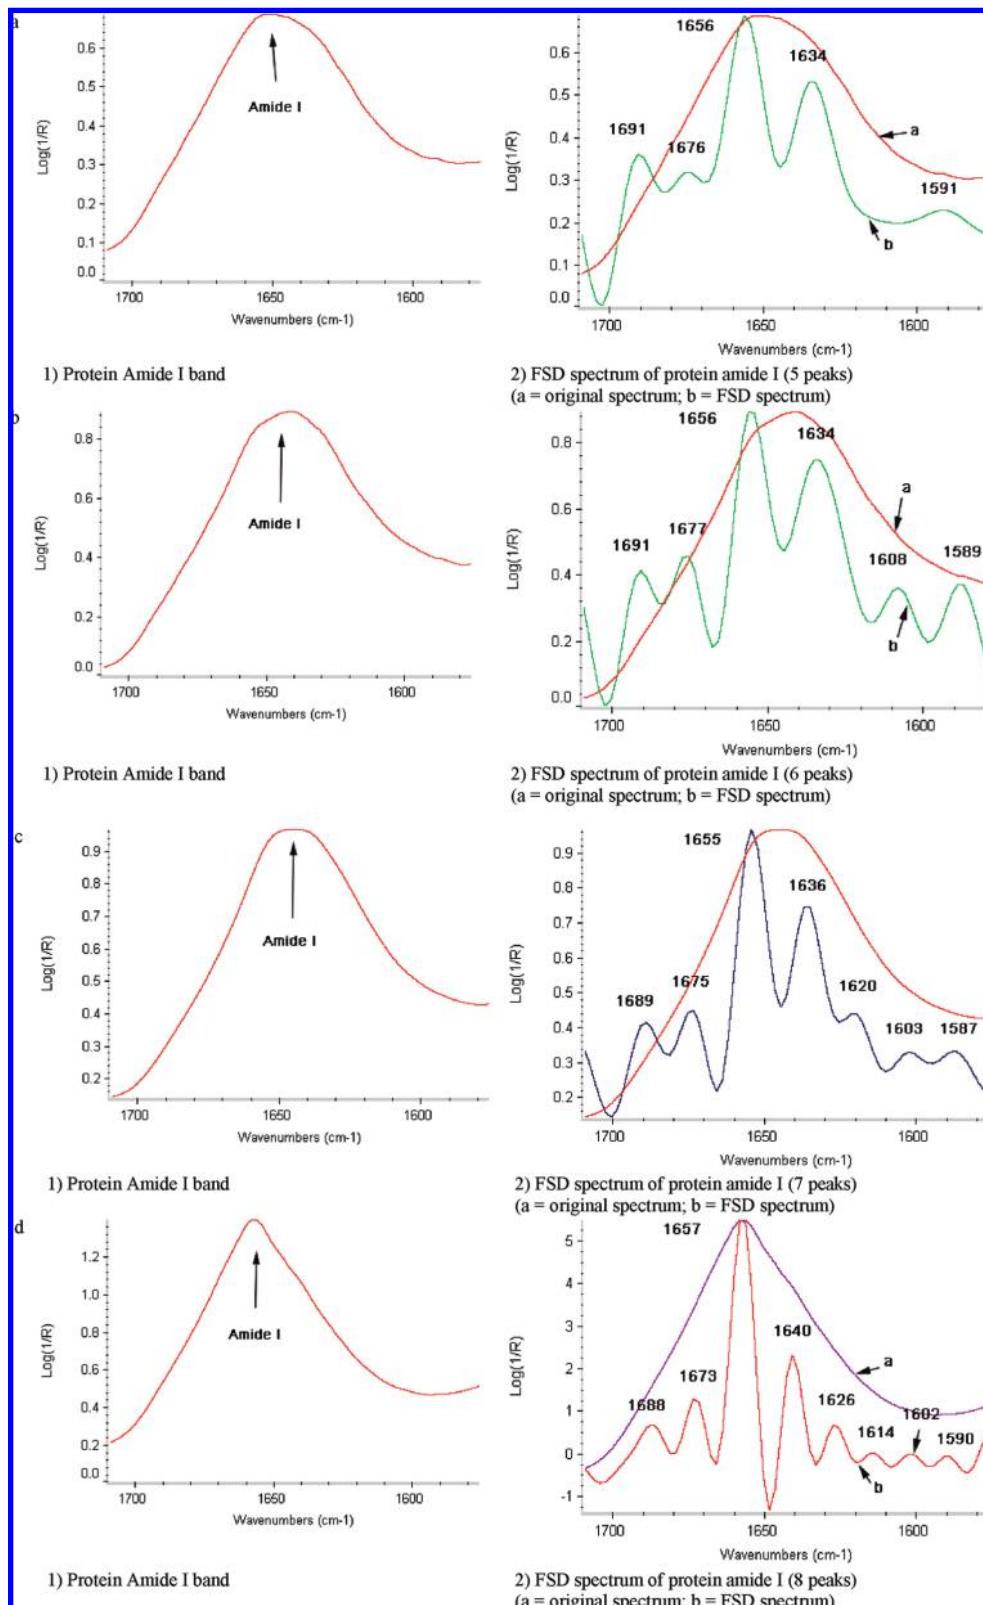 a
0.6
0.5
0.4
0.3
0.2
0.1
0.0
Log(1/R)
Amide I
1700
1650
1600
Wavenumbers (cm-1)
1) Protein Amide I band
0.6
0.5
0.4
0.3
0.2
0.1
0.0
Log(1/R)
1656
1634
1691
1676
1591
a
b
1700
1650
1600
Wavenumbers (cm-1)
2) FSD spectrum of protein amide I (5 peaks)
(a = original spectrum; b = FSD spectrum)
b
0.8
0.6
0.4
0.2
0.0
Log(1/R)
Amide I
1700
1650
1600
Wavenumbers (cm-1)
1) Protein Amide I band
0.8
0.6
0.4
0.2
0.0
Log(1/R)
1656
1634
1691
1677
1608
1589
a
b
1700
1650
1600
Wavenumbers (cm-1)
2) FSD spectrum of protein amide I (6 peaks)
(a = original spectrum; b = FSD spectrum)
c
0.9
0.8
0.7
0.6
0.5
0.4
0.3
0.2
Log(1/R)
Amide I
1700
1650
1600
Wavenumbers (cm-1)
1) Protein Amide I band
0.9
0.8
0.7
0.6
0.5
0.4
0.3
0.2
Log(1/R)
1655
1636
1689
1675
1620
1603
1587
1700
1650
1600
Wavenumbers (cm-1)
2) FSD spectrum of protein amide I (7 peaks)
(a = original spectrum; b = FSD spectrum)
d
1.2
1.0
0.8
0.6
0.4
0.2
0.0
Log(1/R)
Amide I
1700
1650
1600
Wavenumbers (cm-1)
1) Protein Amide I band
5
4
3
2
1
0
-1
Log(1/R)
1657
1640
1673
1688
1626
1614
1602
1590
a
b
1700
1650
1600
Wavenumbers (cm-1)
2) FSD spectrum of protein amide I (8 peaks)
(a = original spectrum; b = FSD spectrum)